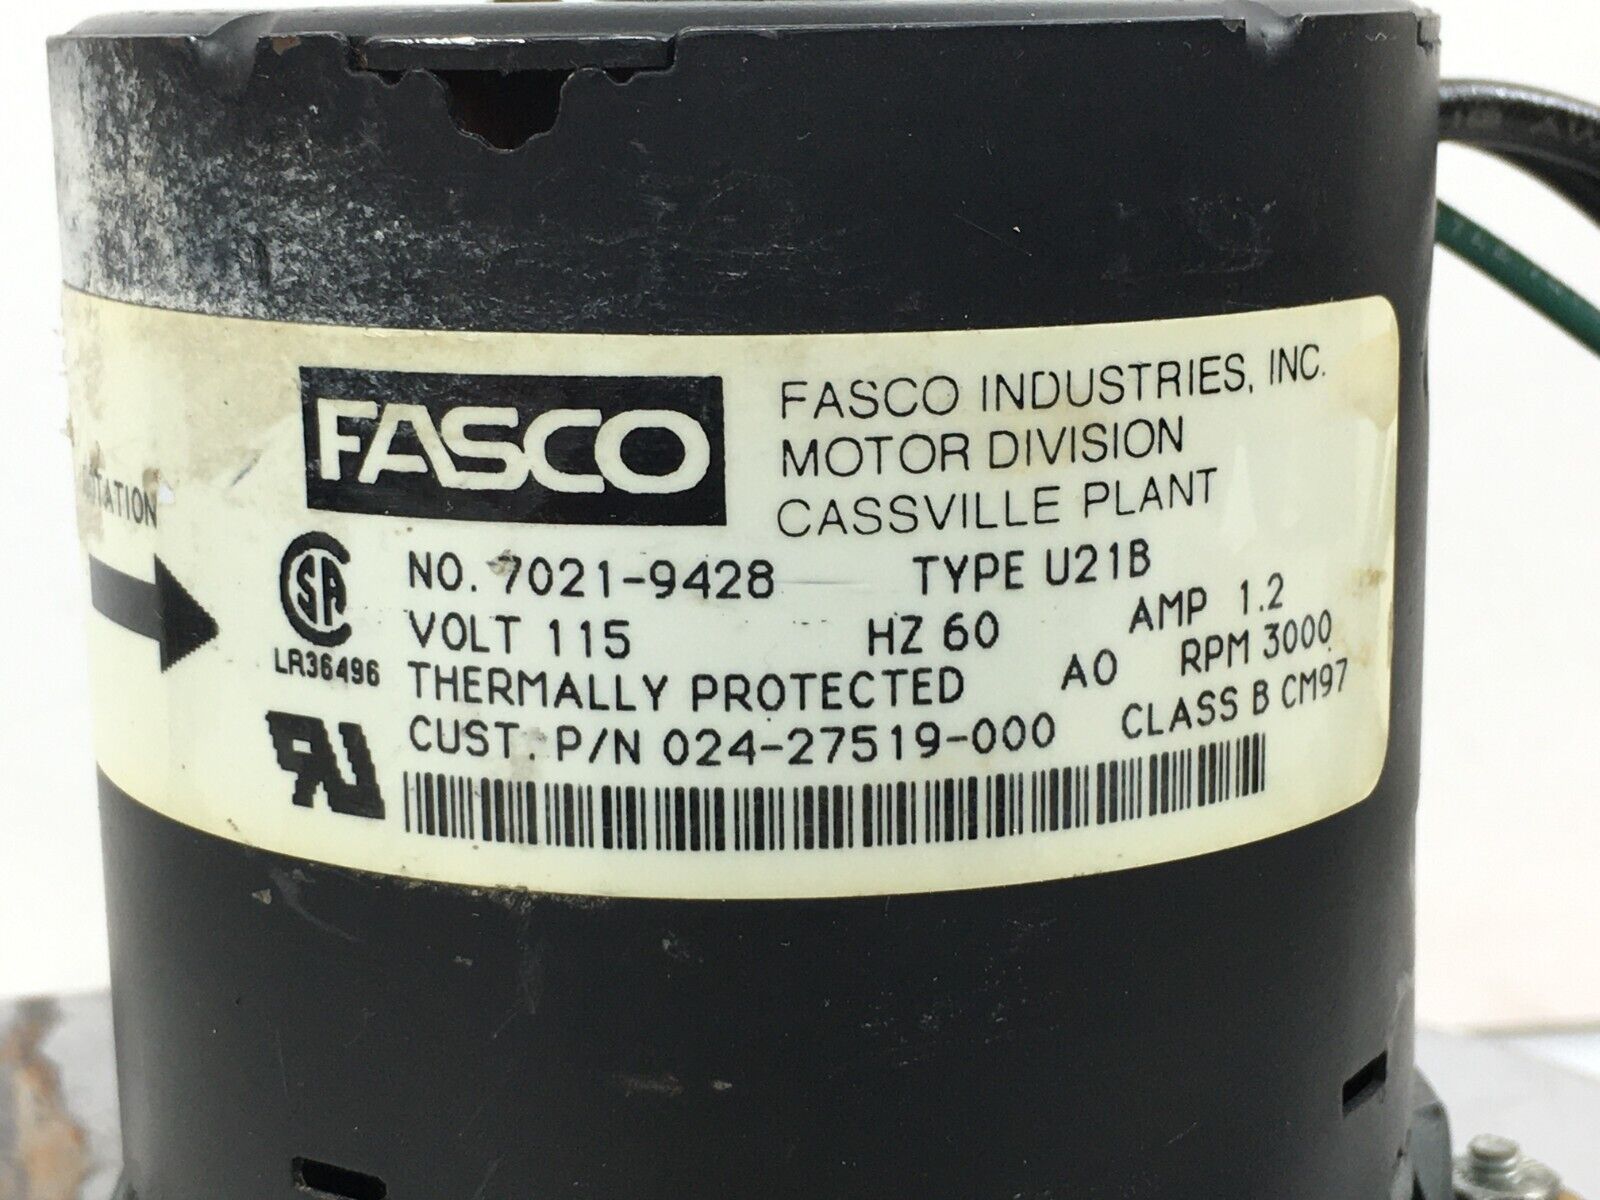 FASCO
FASCO INDUSTRIES, INC.
MOTOR DIVISION
CASSVILLE PLANT
NO. 7021-9428 TYPE U21B
VOLT 115 HZ 60 AMP 1.2
THERMALLY PROTECTED AO RPM 3000
CUST. P/N 024-27519-000 CLASS B CM97
LR36496